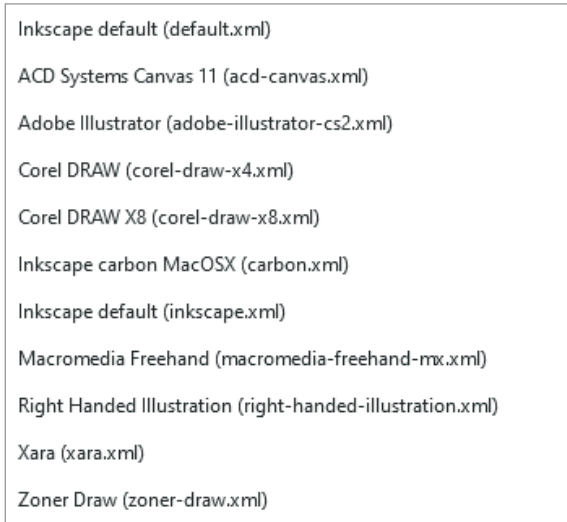 Inkscape default (default.xml)
ACD Systems Canvas 11 (acd-canvas.xml)
Adobe Illustrator (adobe-illustrator-cs2.xml)
Corel DRAW (corel-draw-x4.xml)
Corel DRAW X8 (corel-draw-x8.xml)
Inkscape carbon MacOSX (carbon.xml)
Inkscape default (inkscape.xml)
Macromedia Freehand (macromedia-freehand-mx.xml)
Right Handed Illustration (right-handed-illustration.xml)
Xara (xara.xml)
Zoner Draw (zoner-draw.xml)